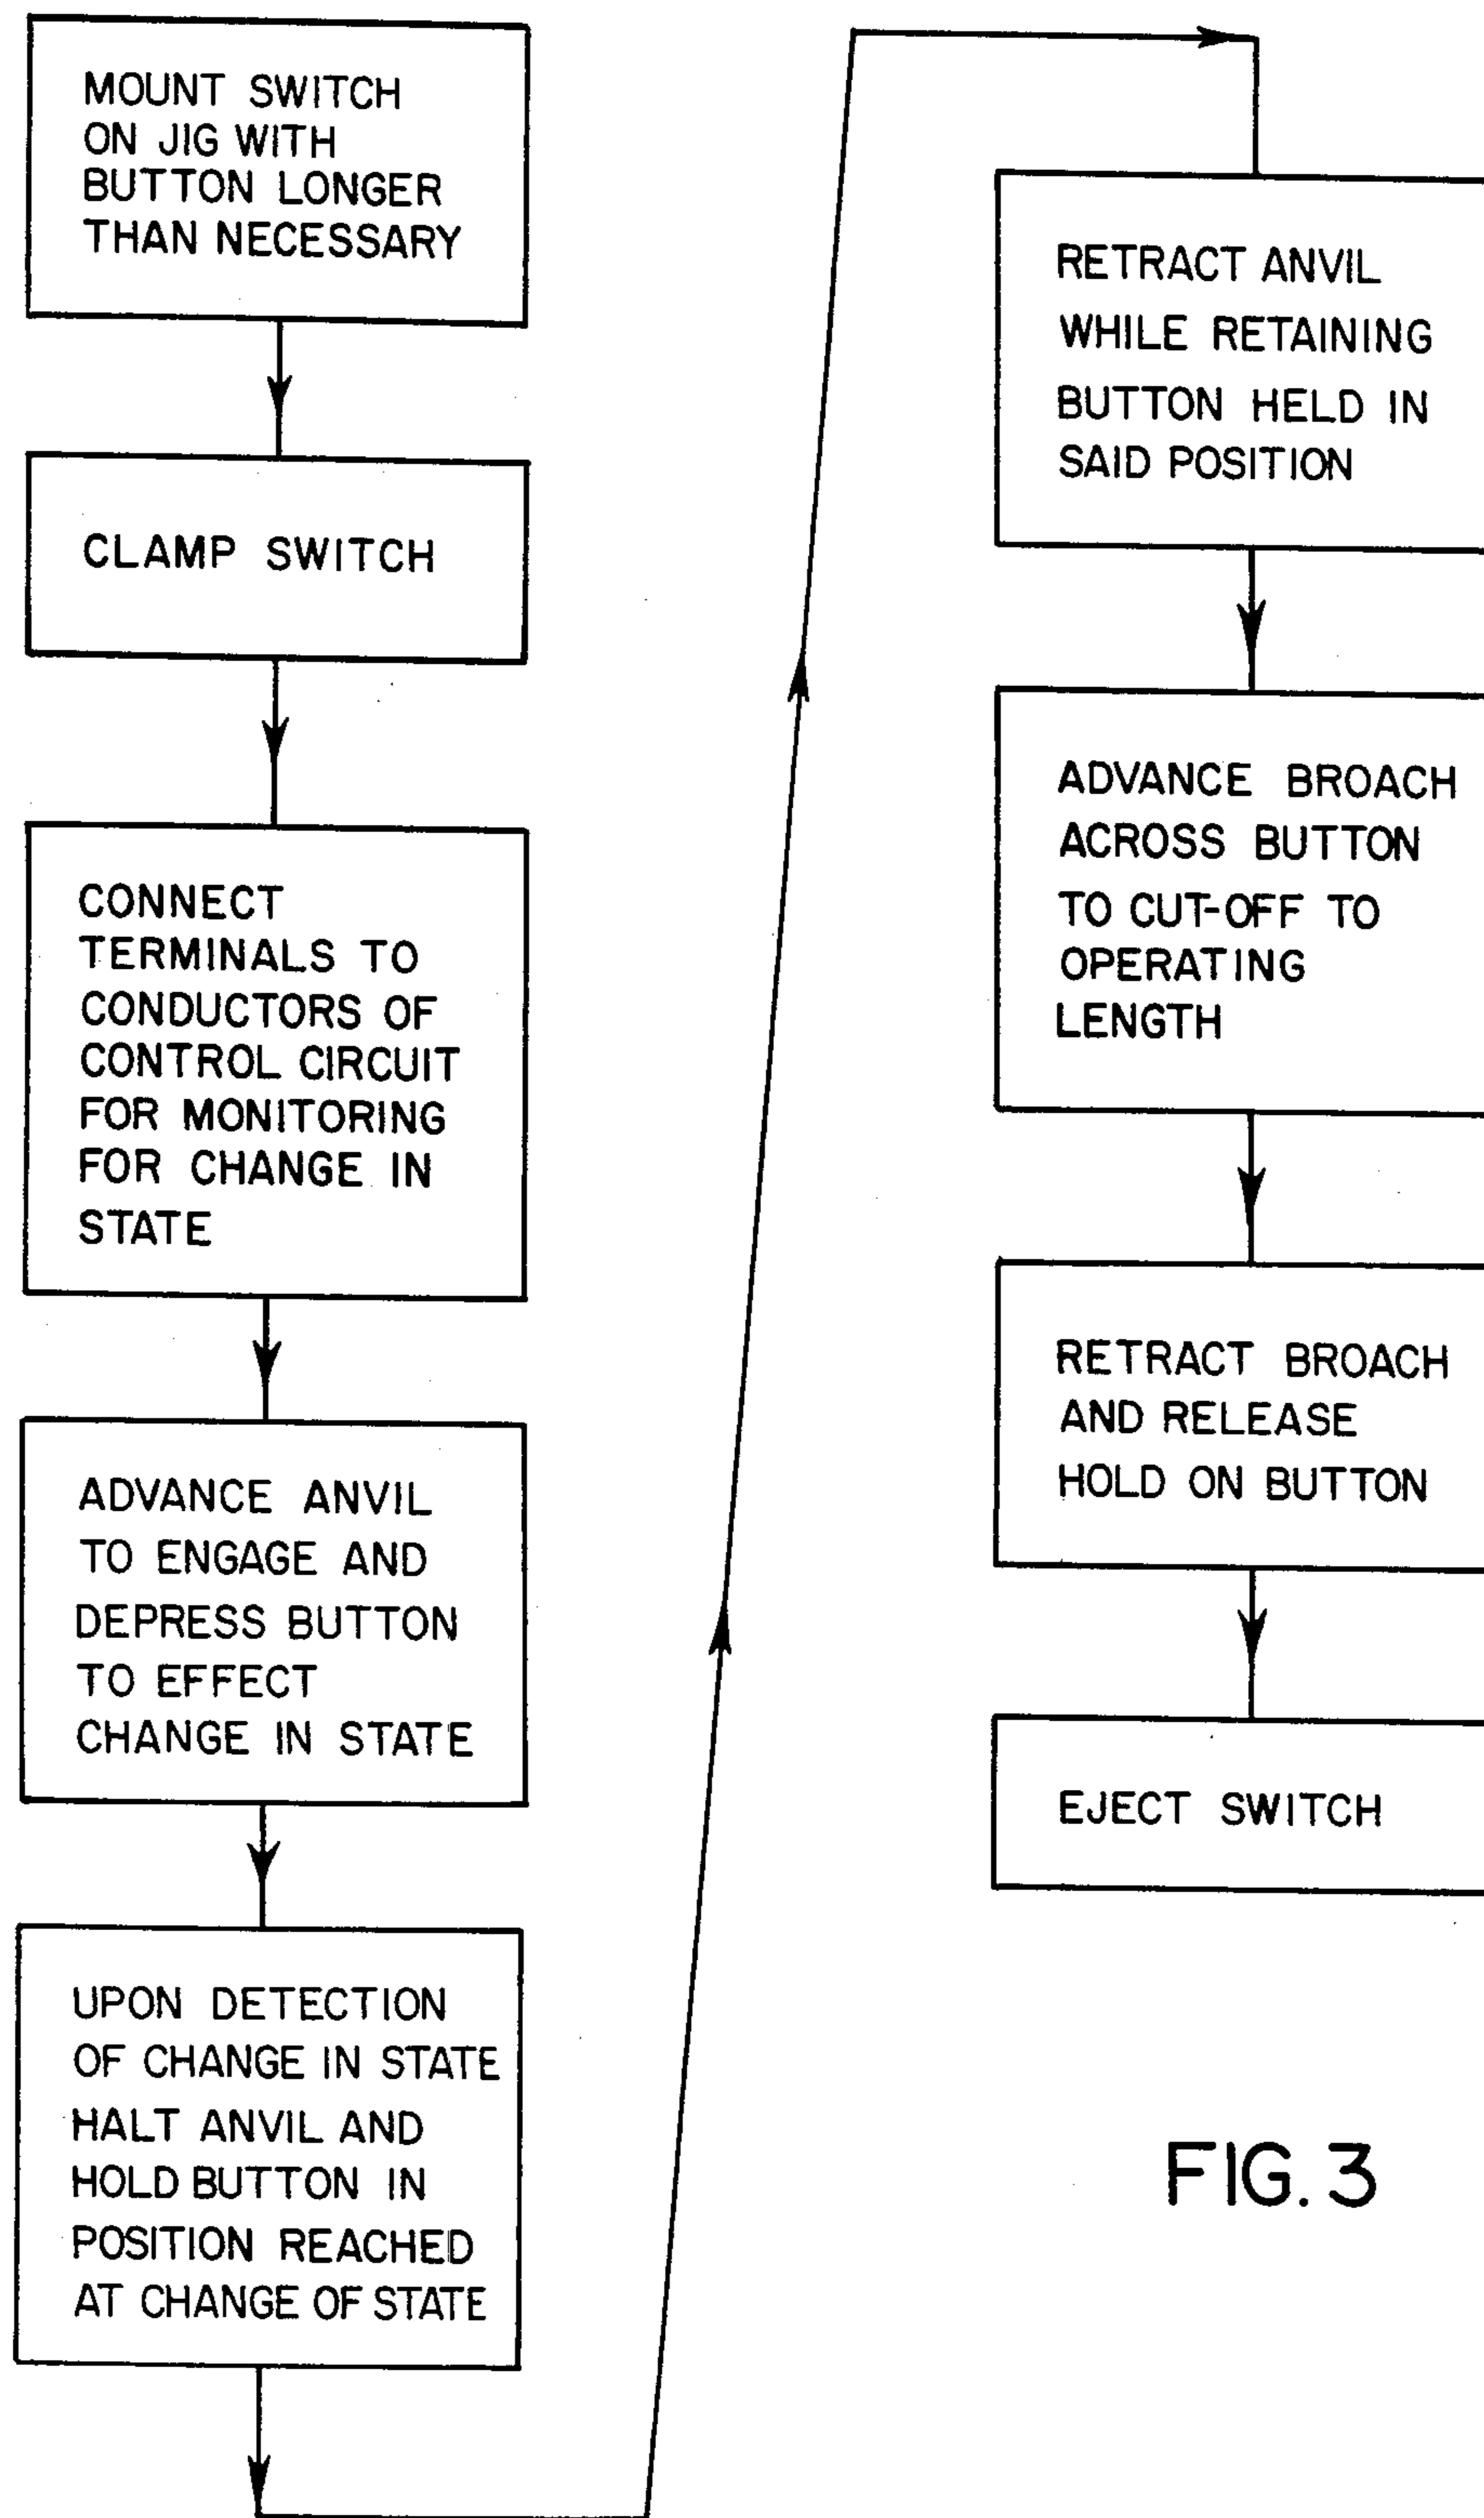 MOUNT SWITCH
ON JIG WITH
BUTTON LONGER
THAN NECESSARY
CLAMP SWITCH
CONNECT
TERMINALS TO
CONDUCTORS OF
CONTROL CIRCUIT
FOR MONITORING
FOR CHANGE IN
STATE
ADVANCE ANVIL
TO ENGAGE AND
DEPRESS BUTTON
TO EFFECT
CHANGE IN STATE
UPON DETECTION
OF CHANGE IN STATE
HALT ANVIL AND
HOLD BUTTON IN
POSITION REACHED
AT CHANGE OF STATE
RETRACT ANVIL
WHILE RETAINING
BUTTON HELD IN
SAID POSITION
ADVANCE BROACH
ACROSS BUTTON
TO CUT-OFF TO
OPERATING
LENGTH
RETRACT BROACH
AND RELEASE
HOLD ON BUTTON
EJECT SWITCH
FIG. 3